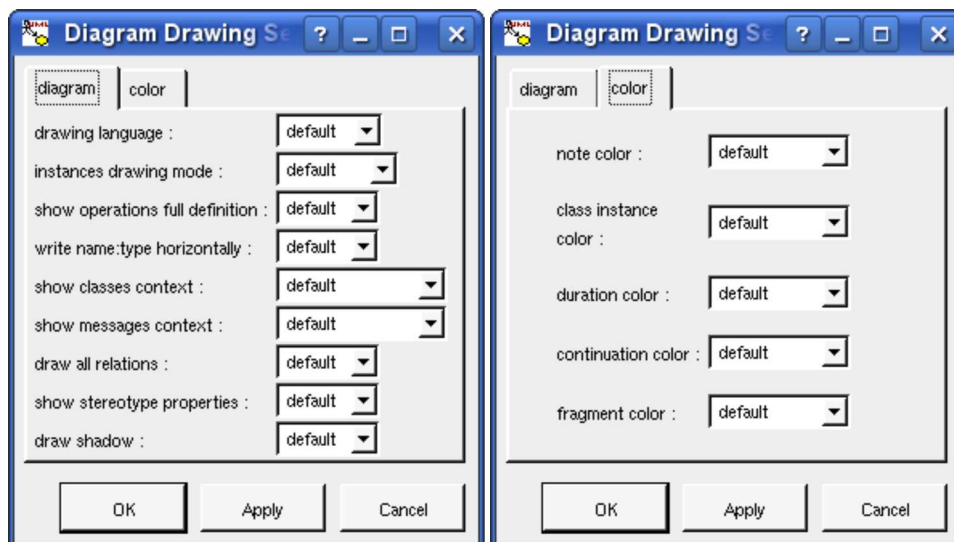 Diagram Drawing Se
diagram
color
drawing language : default
instances drawing mode : default
show operations full definition : default
write name:type horizontally : default
show classes context : default
show messages context : default
draw all relations : default
show stereotype properties : default
draw shadow : default
OK
Apply
Cancel
Diagram Drawing Se
diagram
color
note color : default
class instance
color : default
duration color : default
continuation color : default
fragment color : default
OK
Apply
Cancel